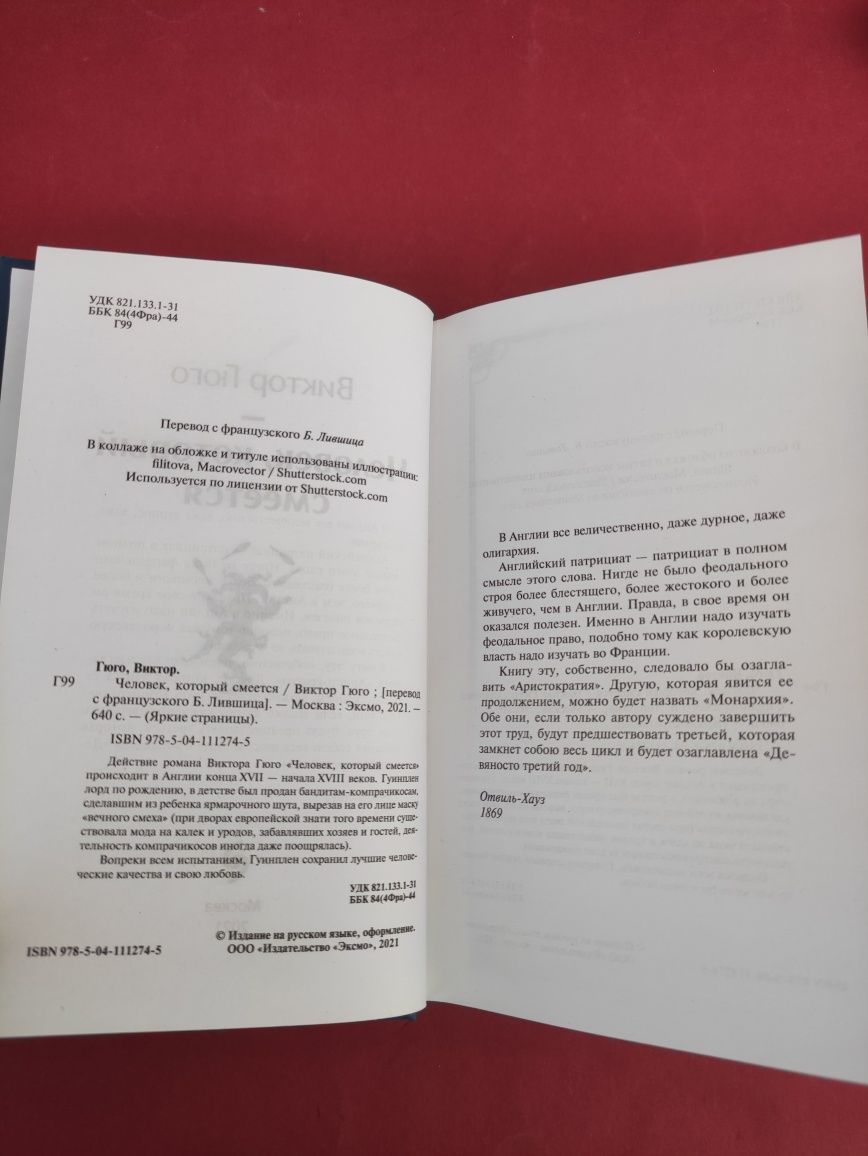 УДК 821.133.1-31
ББК 84(4Фра)-44
Г99
Перевод с французского Б. Лившица
В коллаже на обложке и титуле использованы иллюстрации:
filitova, Macrovector / Shutterstock.com
Используется по лицензии от Shutterstock.com
Гюго, Виктор.
Г99 Человек, который смеется / Виктор Гюго ; [перевод
с французского Б. Лившица]. — Москва : Эксмо, 2021. –
640 с. — (Яркие страницы).
ISBN 978-5-04-111274-5
Действие романа Виктора Гюго «Человек, который смеется»
происходит в Англии конца XVII — начала XVIII веков. Гуинплен
лорд по рождению, в детстве был продан бандитам-компрачикосам,
сделавшим из ребенка ярмарочного шута, вырезав на его лице маску
«вечного смеха» (при дворах европейской знати того времени суще-
ствовала мода на калек и уродов, забавлявших хозяев и гостей, дея-
тельность компрачикосов иногда даже поощрялась).
Вопреки всем испытаниям, Гуинплен сохранил лучшие челове-
ческие качества и свою любовь.
УДК 821.133.1-31
ББК 84(4Фра)-44
© Издание на русском языке, оформление.
ООО «Издательство «Эксмо», 2021
ISBN 978-5-04-111274-5
В Англии все величественно, даже дурное, даже
олигархия.
Английский патрициат — патрициат в полном
смысле этого слова. Нигде не было феодального
строя более блестящего, более жестокого и более
живучего, чем в Англии. Правда, в свое время он
оказался полезен. Именно в Англии надо изучать
феодальное право, подобно тому как королевскую
власть надо изучать во Франции.
Книгу эту, собственно, следовало бы озагла-
вить «Аристократия». Другую, которая явится ее
продолжением, можно будет назвать «Монархия».
Обе они, если только автору суждено завершить
этот труд, будут предшествовать третьей, которая
замкнет собою весь цикл и будет озаглавлена «Де-
вяносто третий год».
Отвиль-Хауз
1869
Виктор Гюго
смеется
Москва